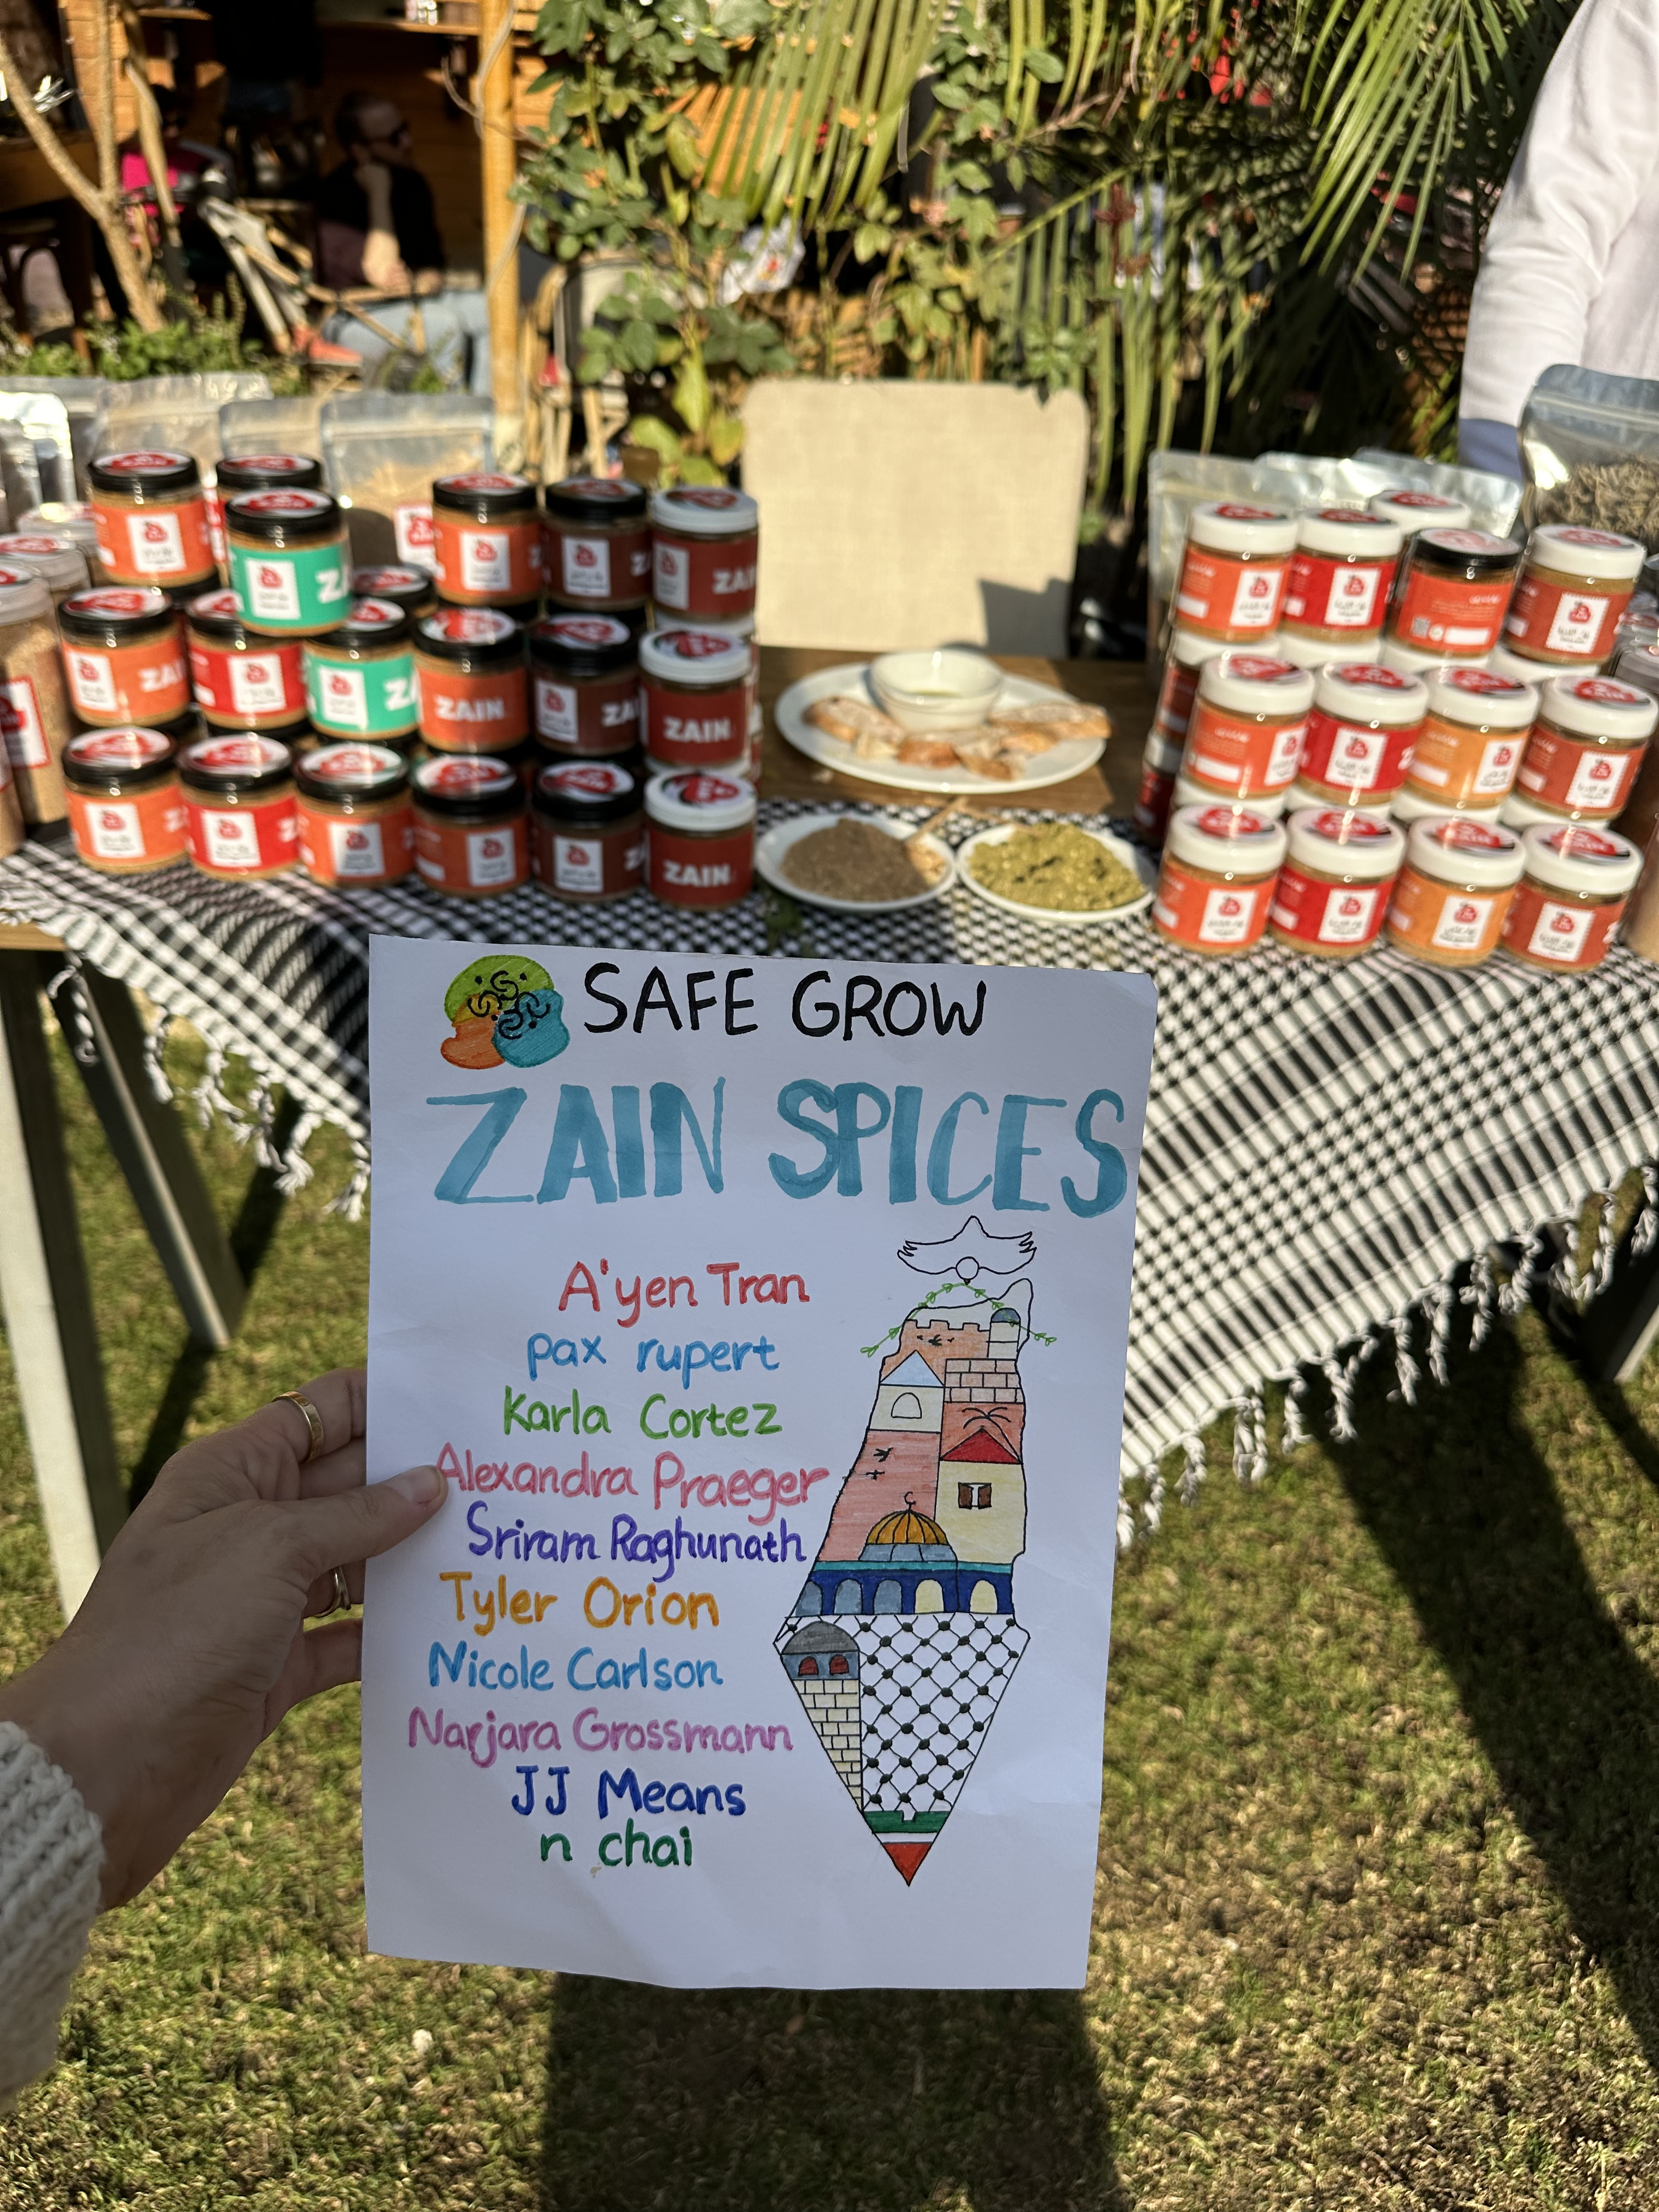 ZAIN
ZAIN
ZAIN
ZAIN
SAFE GROW
ZAIN SPICES
A'yen Tran
pax rupert
Karla Cortez
Alexandra Praeger
Sriram Raghunath
Tyler Orion
Nicole Carlson
Narjara Grossmann
JJ Means
n chai